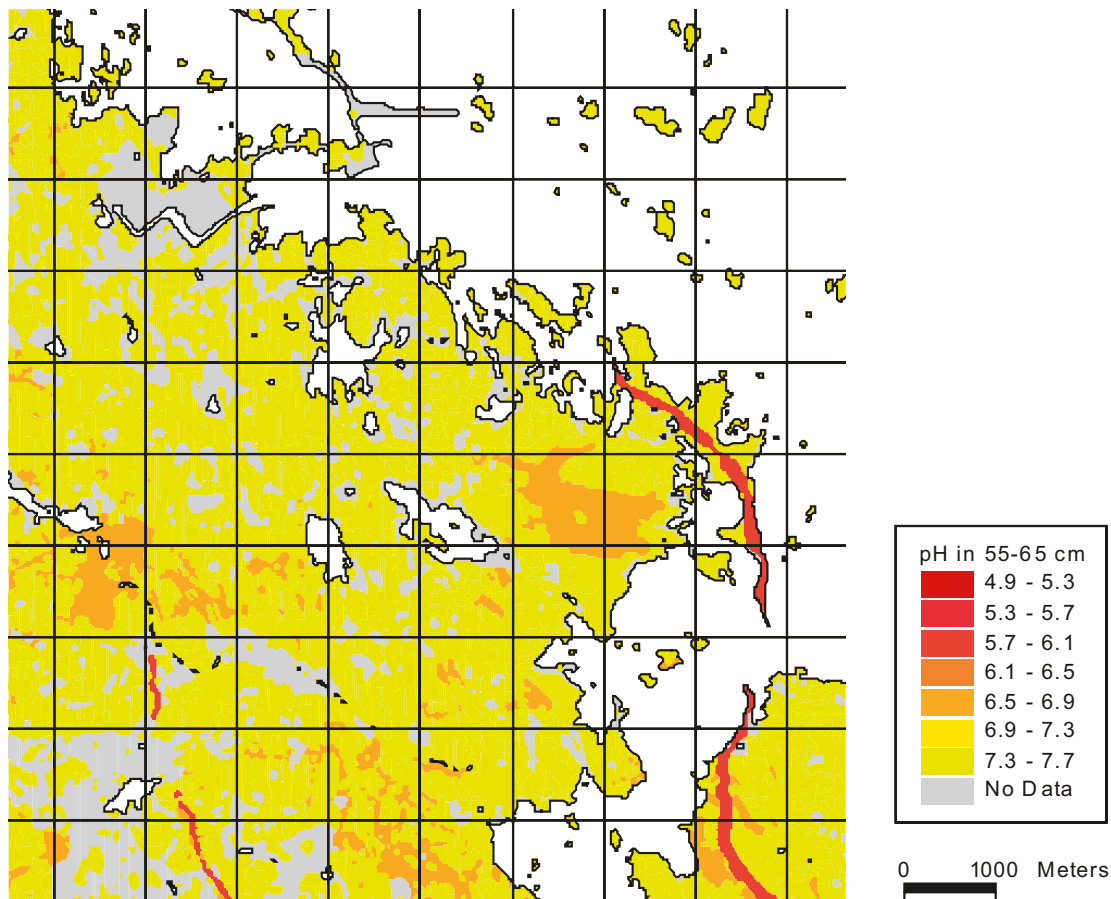 pH in 55-65 cm
4.9 - 5.3
5.3 - 5.7
5.7 - 6.1
6.1 - 6.5
6.5 - 6.9
6.9 - 7.3
7.3 - 7.7
No Data
0 1000 Meters